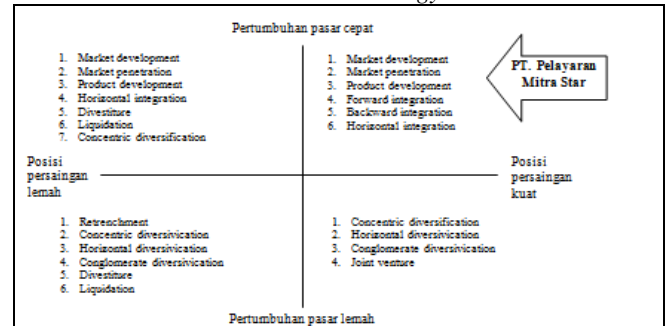 Pertumbuhan pasar cepat
1. Market development
2. Market penetration
3. Product development
4. Horizontal integration
5. Divestiture
6. Liquidation
7. Concentric diversification
1. Market development
2. Market penetration
3. Product development
4. Forward integration
5. Backward integration
6. Horizontal integration
PT. Pelayaran
Mitra Star
Posisi
persaingan
lemah
Posisi
persaingan
kuat
1. Retrenchment
2. Concentric diversivication
3. Horizontal diversivication
4. Conglomerate diversivication
5. Divestiture
6. Liquidation
1. Concentric diversification
2. Horizontal diversivication
3. Conglomerate diversivication
4. Joint venture
Pertumbuhan pasar lemah